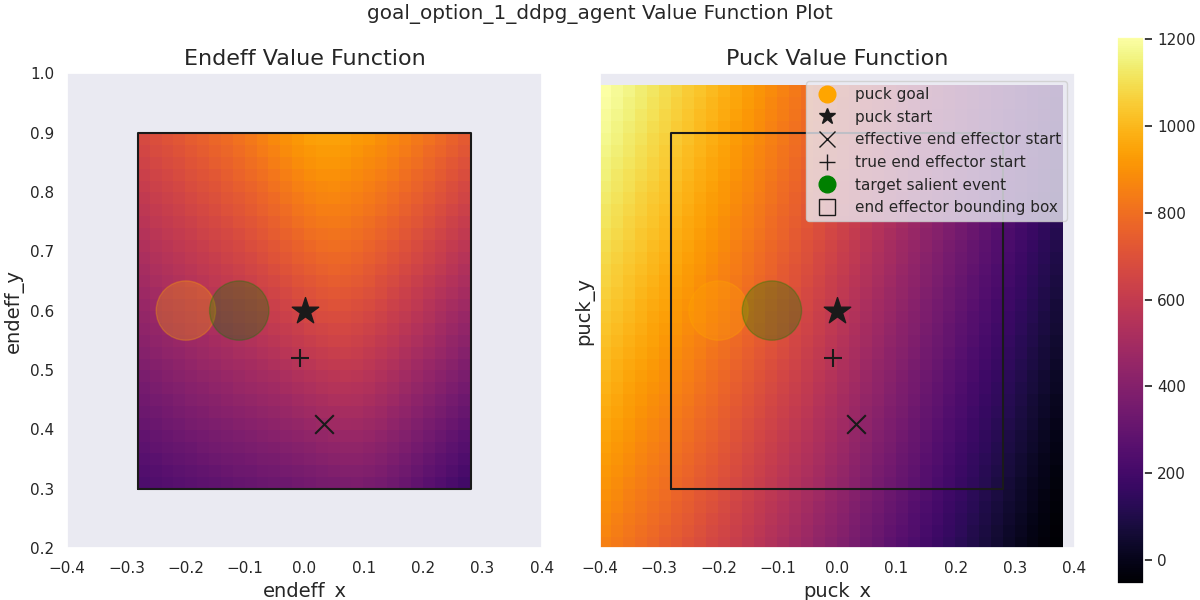 goal_option_1_ddpg_agent Value Function Plot
Endeff Value Function
1.0
0.9
0.8
0.7
0.6
0.5
0.4
0.3
0.2
endeff_y
−0.4 −0.3 −0.2 −0.1 0.0 0.1 0.2 0.3 0.4
endeff_x
Puck Value Function
puck goal
puck start
effective end effector start
true end effector start
target salient event
end effector bounding box
puck_y
−0.4 −0.3 −0.2 −0.1 0.0 0.1 0.2 0.3 0.4
puck_x
1200
1000
800
600
400
200
0